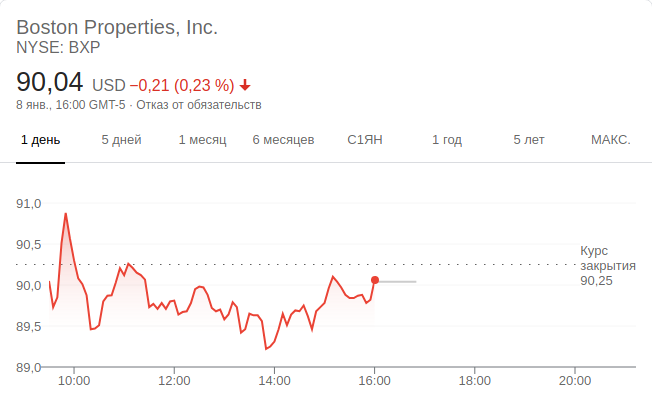 Boston Properties, Inc.
NYSE: BXP
90,04 USD −0,21 (0,23 %)
8 янв., 16:00 GMT-5 · Отказ от обязательств
1 день 5 дней 1 месяц 6 месяцев С1ЯН 1 год 5 лет МАКС.
91,0
90,5
Курс
закрытия
90,25
90,0
89,5
89,0
10:00 12:00 14:00 16:00 18:00 20:00